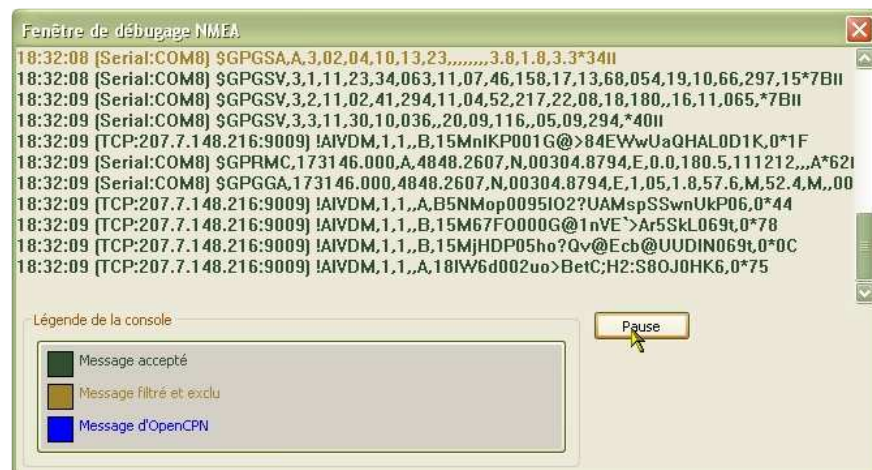 Fenêtre de débugage NMEA
18:32:08 (Serial:COM8) $GPGSA,A,3,02,04,10,13,23,,,,,,,,3.8,1.8,3.3*34
18:32:08 (Serial:COM8) $GPGSV,3,1,11,23,34,063,11,07,46,158,17,13,68,054,19,10,66,297,15*7B
18:32:09 (Serial:COM8) $GPGSV,3,2,11,02,41,294,11,04,52,217,22,08,18,180,,16,11,065,*7B
18:32:09 (Serial:COM8) $GPGSV,3,3,11,30,10,036,,20,09,116,,05,09,294,*40
18:32:09 (TCP:207.7.148.216:9009) !AIVDM,1,1,,B,15MnIKP001G@>84EWwUaQHAL0D1K,0*1F
18:32:09 (Serial:COM8) $GPRMC,173146.000,A,4848.2607,N,00304.8794,E,0.0,180.5,111212,,,A*62
18:32:09 (Serial:COM8) $GPGGA,173146.000,4848.2607,N,00304.8794,E,1,05,1.8,57.6,M,52.4,M,,00
18:32:09 (TCP:207.7.148.216:9009) !AIVDM,1,1,,A,B5NMop0095IO2?UAMspSSwnUkP06,0*44
18:32:09 (TCP:207.7.148.216:9009) !AIVDM,1,1,,B,15M67FO000G@1nVE`>Ar5SkL069t,0*78
18:32:09 (TCP:207.7.148.216:9009) !AIVDM,1,1,,B,15MjHDP05ho?Qv@Ecb@UUDIN069t,0*0C
18:32:09 (TCP:207.7.148.216:9009) !AIVDM,1,1,,A,18IW6d002uo>BetC;H2:S8OJ0HK6,0*75
Légende de la console
Pause
Message accepté
Message filtré et exclu
Message d'OpenCPN